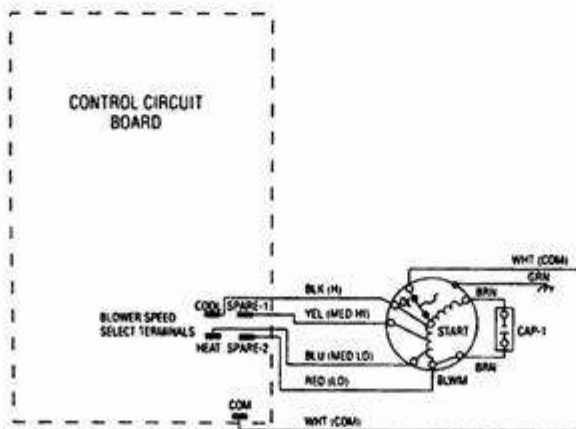 CONTROL CIRCUIT
BOARD
WHT (COM)
GRN
BLK (H)
BRN
COOL SPARE-1
YEL (MED HI)
START
CAP-1
BLOWER SPEED
SELECT TERMINALS
BLU (MED LO)
HEAT SPARE-2
RED (LO)
BLWM
BRN
COM
WHT (COM)